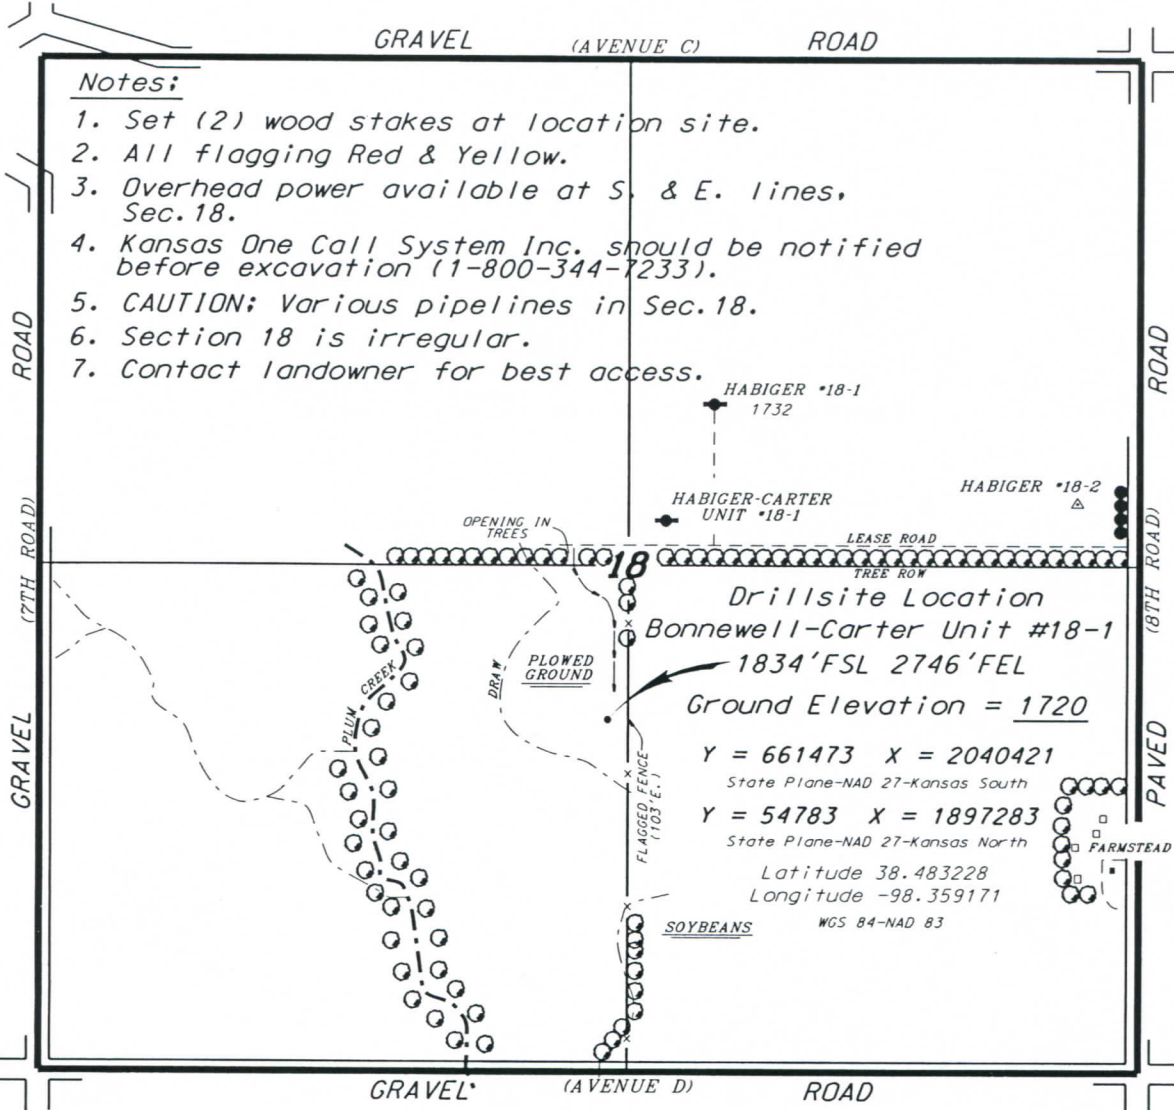 GRAVEL (AVENUE C) ROAD
Notes:
1. Set (2) wood stakes at location site.
2. All flagging Red & Yellow.
3. Overhead power available at S. & E. lines,
Sec. 18.
4. Kansas One Call System Inc. should be notified
before excavation (1-800-344-7233).
5. CAUTION: Various pipelines in Sec. 18.
6. Section 18 is irregular.
7. Contact landowner for best access.
ROAD
(7TH ROAD)
GRAVEL
ROAD
(8TH ROAD)
PAVED
HABIGER #18-1
1732
HABIGER-CARTER
UNIT #18-1
HABIGER #18-2
OPENING IN
TREES
LEASE ROAD
18
TREE ROW
Drillsite Location
Bonnewell-Carter Unit #18-1
1834'FSL 2746'FEL
Ground Elevation = 1720
PLOWED
GROUND
DRAW
PLUM CREEK
FLAGGED FENCE
(103'E.)
Y = 661473 X = 2040421
State Plane-NAD 27-Kansas South
Y = 54783 X = 1897283
State Plane-NAD 27-Kansas North
FARMSTEAD
Latitude 38.483228
Longitude -98.359171
WGS 84-NAD 83
SOYBEANS
GRAVEL (AVENUE D) ROAD